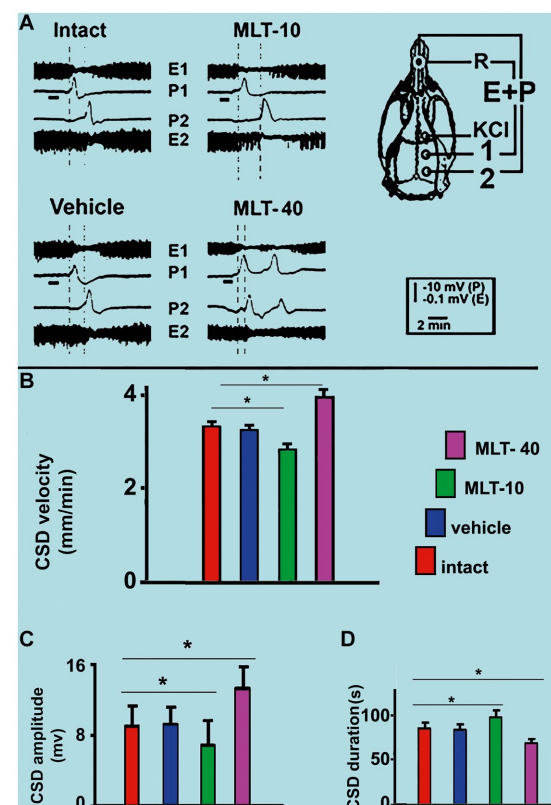 A
Intact
MLT-10
E1
P1
P2
E2
R
E+P
KCl
1
2
Vehicle
MLT-40
E1
P1
P2
E2
-10 mV (P)
-0.1 mV (E)
2 min
B
CSD velocity
(mm/min)
4
2
0
*
*
MLT- 40
MLT-10
vehicle
intact
C
CSD amplitude
(mv)
16
8
0
*
*
D
CSD duration(s)
100
50
0
*
*